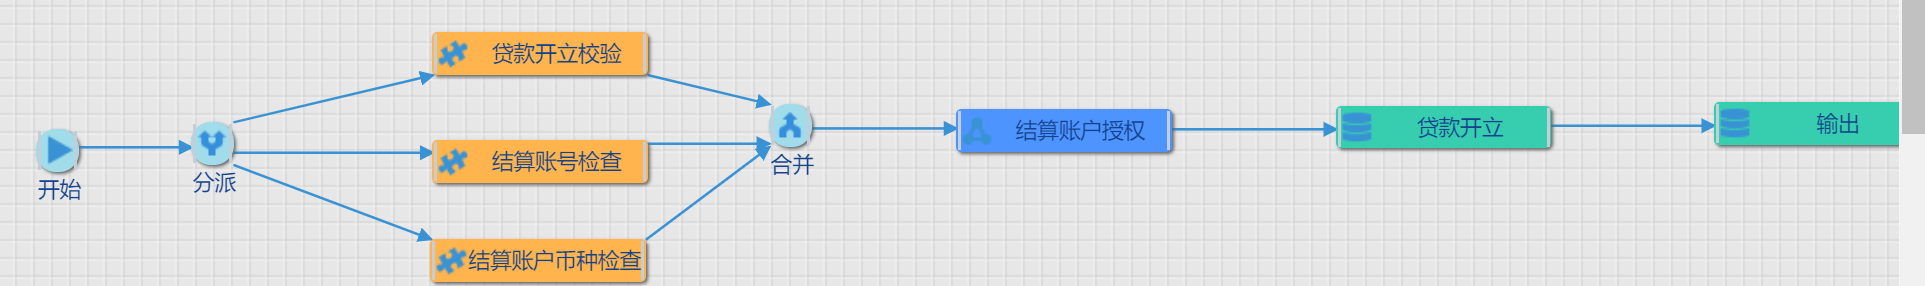 开始
分派
贷款开立校验
结算账号检查
结算账户币种检查
合并
结算账户授权
贷款开立
输出